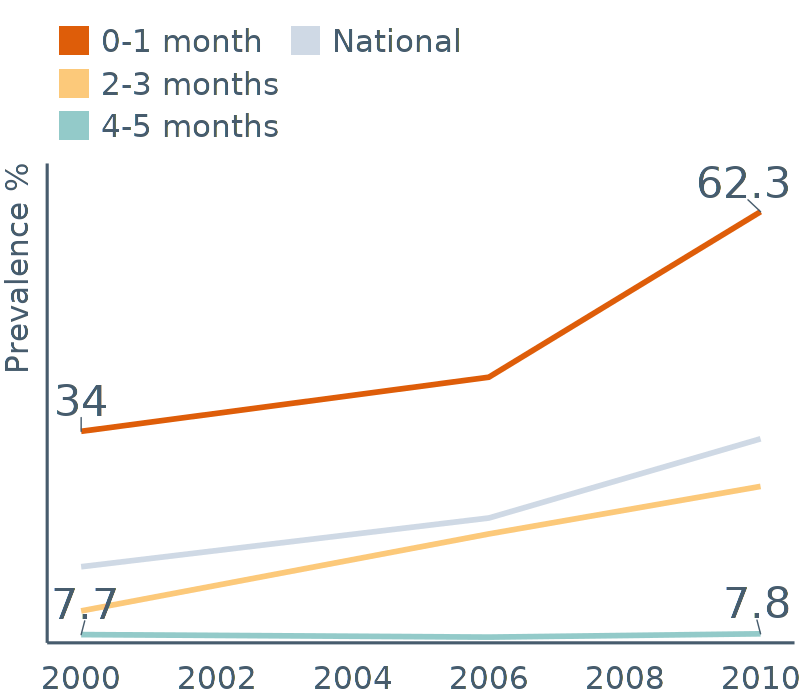 0-1 month
National
2-3 months
4-5 months
Prevalence %
62.3
34
7.7
7.8
2000 2002 2004 2006 2008 2010